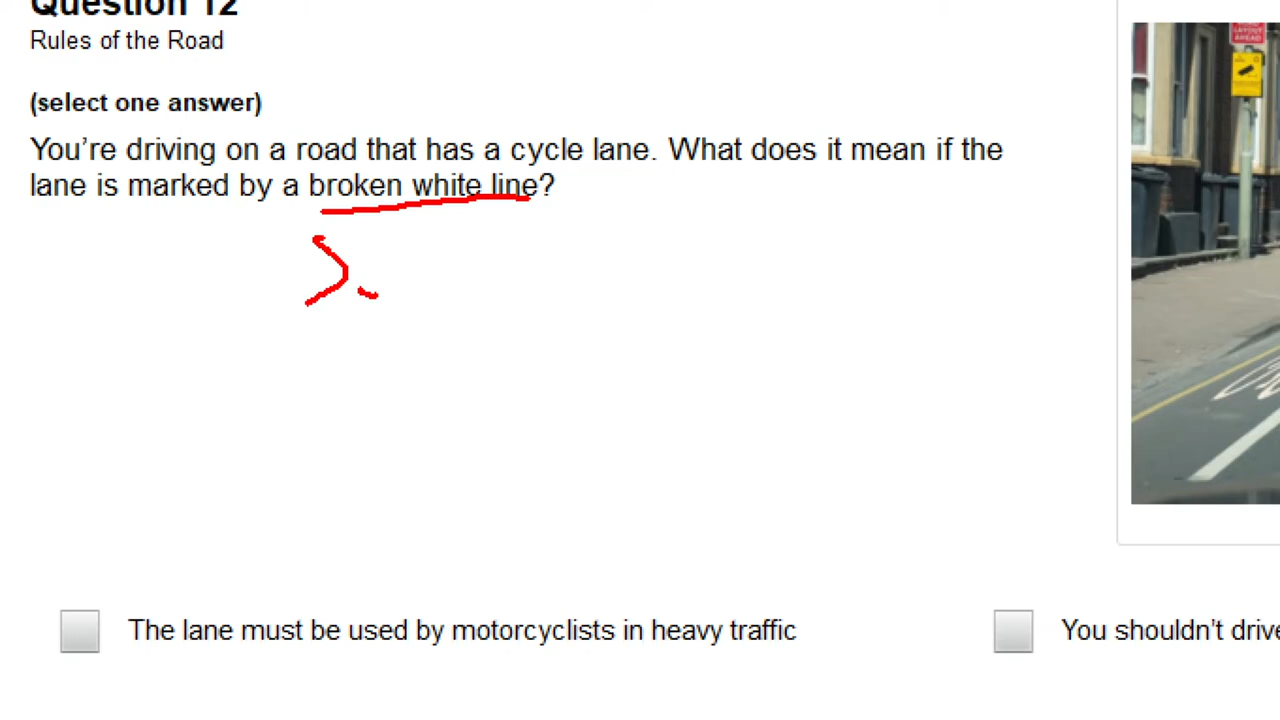 Question 12
Rules of the Road
(select one answer)
You're driving on a road that has a cycle lane. What does it mean if the
lane is marked by a broken white line?
LAYOUT
AHEAD
The lane must be used by motorcyclists in heavy traffic
You shouldn't drive